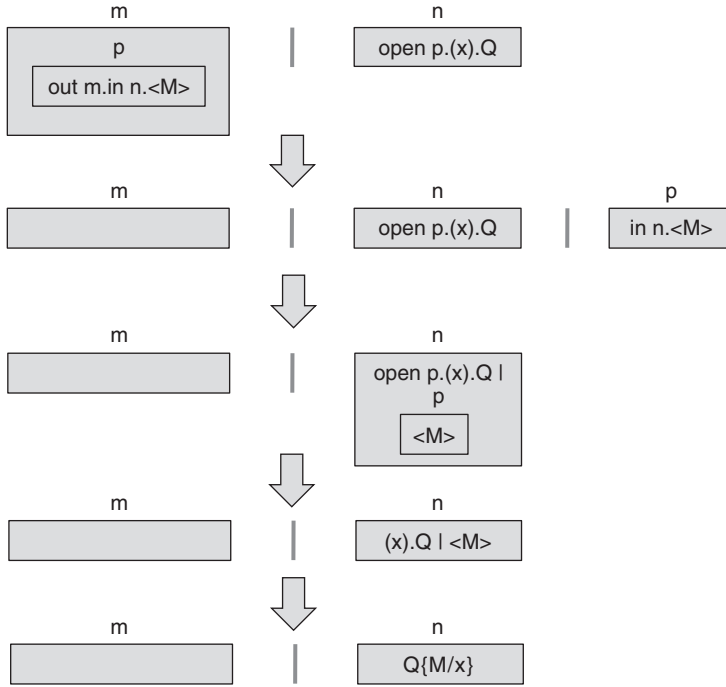 m n
p
open p.(x).Q
out m.in n.<M>
m n p
open p.(x).Q in n.<M>
m n
open p.(x).Q |
p
<M>
m n
(x).Q | <M>
m n
Q{M/x}